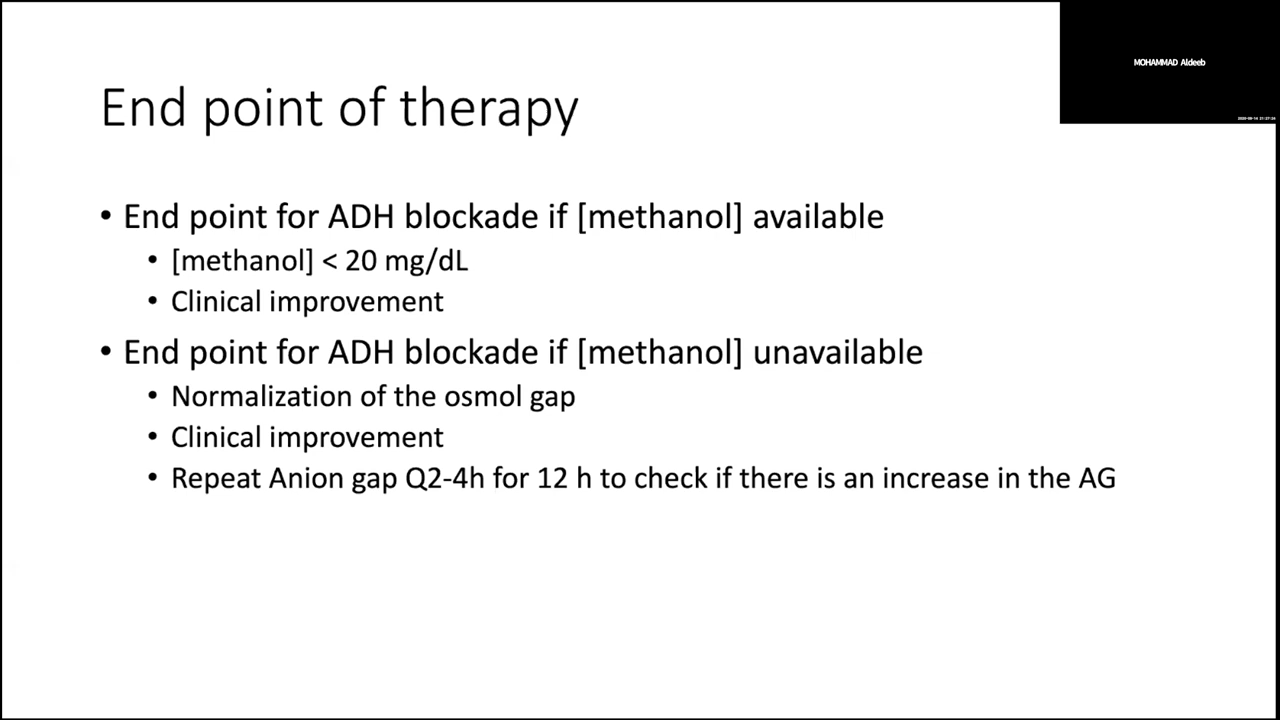 MOHAMMAD Aldeeb
End point of therapy
• End point for ADH blockade if [methanol] available
• [methanol] < 20 mg/dL
• Clinical improvement
• End point for ADH blockade if [methanol] unavailable
• Normalization of the osmol gap
• Clinical improvement
• Repeat Anion gap Q2-4h for 12 h to check if there is an increase in the AG